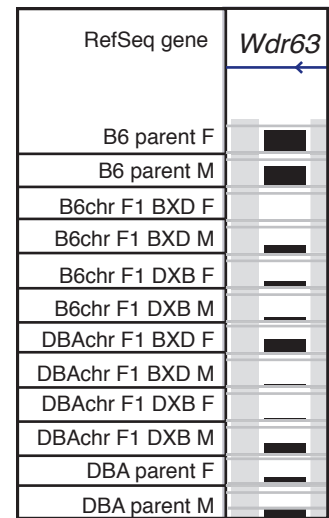 RefSeq gene Wdr63
B6 parent F
B6 parent M
B6chr F1 BXD F
B6chr F1 BXD M
B6chr F1 DXB F
B6chr F1 DXB M
DBAchr F1 BXD F
DBAchr F1 BXD M
DBAchr F1 DXB F
DBAchr F1 DXB M
DBA parent F
DBA parent M